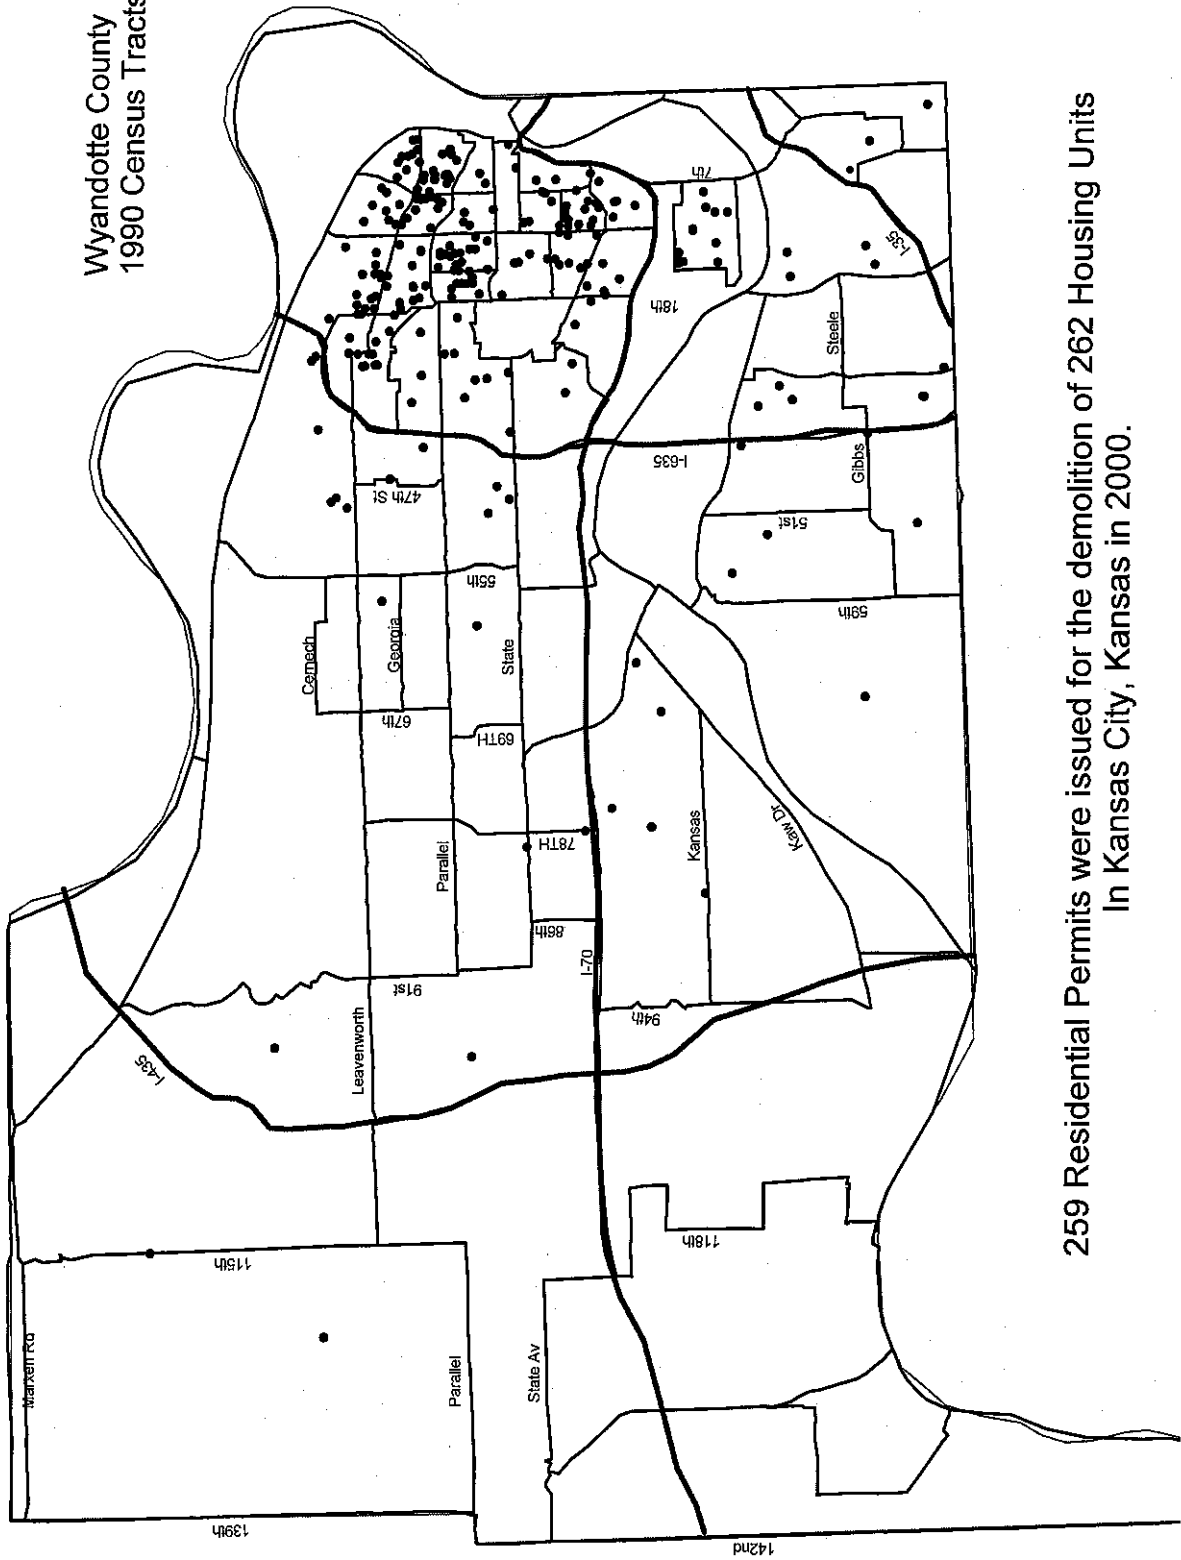 Wyandotte County
1990 Census Tracts
Marxen Rd
139th
115th
I-435
Leavenworth
91st
Parallel
State Av
142nd
118th
94th
I-70
86th
78TH
Parallel
69TH
67th
Cernech
Georgia
State
55th
47th St
Kansas
Kaw Dr
59th
51st
Gibbs
I-635
Steele
18th
7th
I-35
259 Residential Permits were issued for the demolition of 262 Housing Units
In Kansas City, Kansas in 2000.